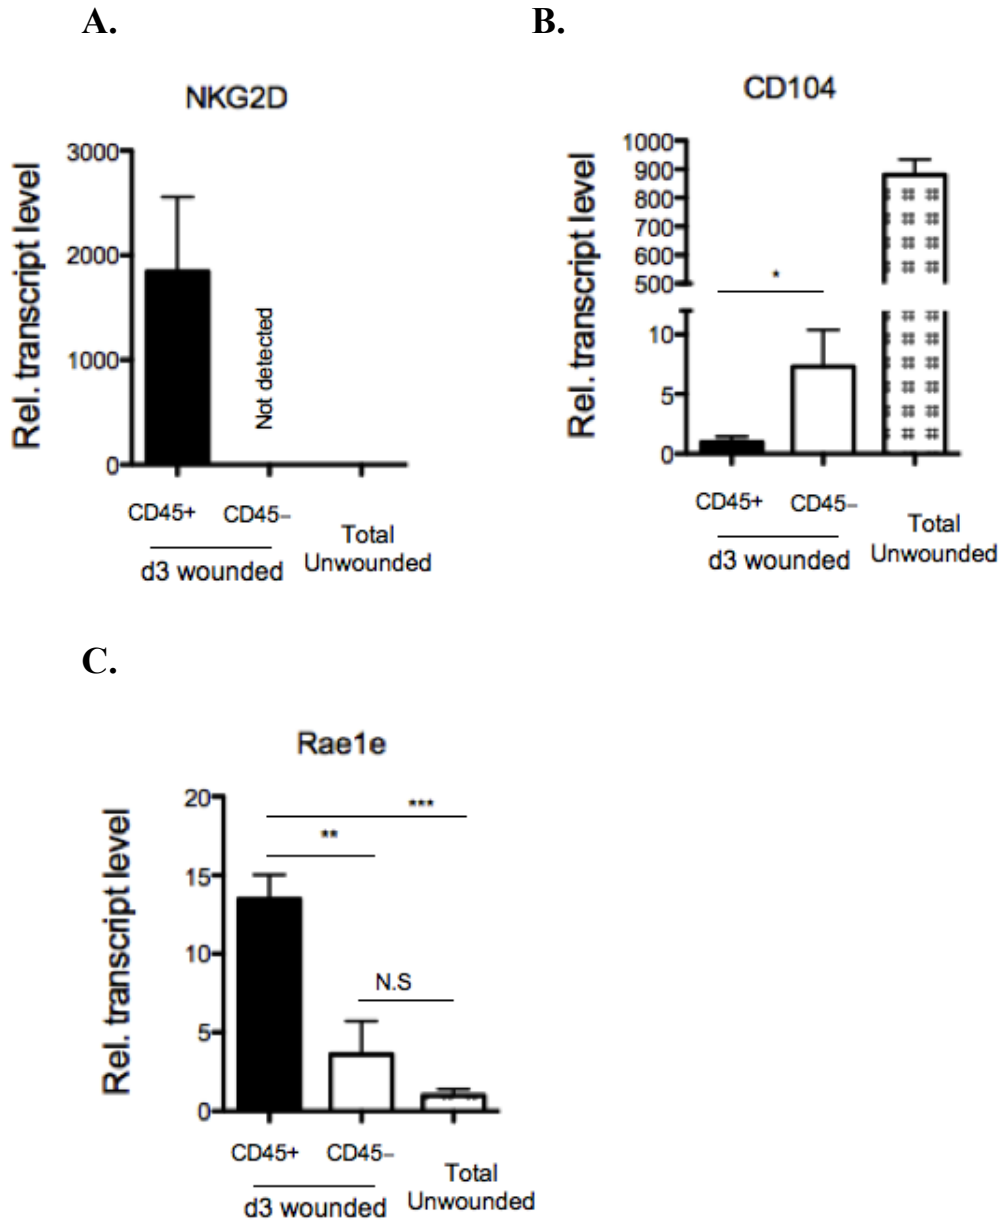 A.
NKG2D
Rel. transcript level
3000
2000
1000
0
Not detected
CD45+
CD45–
Total
Unwounded
d3 wounded
B.
CD104
Rel. transcript level
1000
900
800
700
600
500
10
5
0
*
CD45+
CD45–
Total
Unwounded
d3 wounded
C.
Rae1e
Rel. transcript level
20
15
10
5
0
***
**
N.S
CD45+
CD45–
Total
Unwounded
d3 wounded